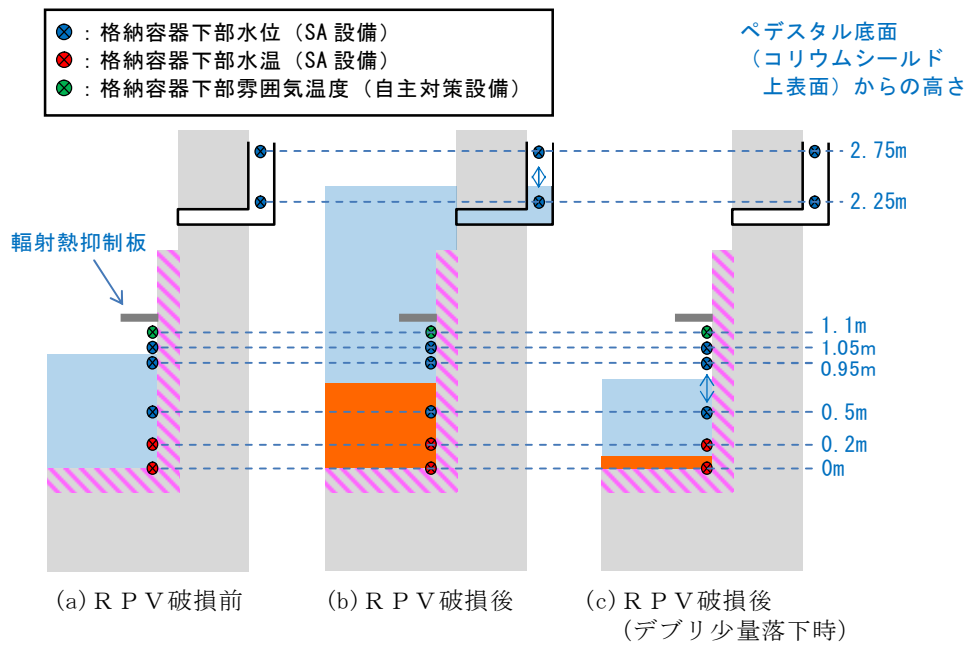 ：格納容器下部水位（SA 設備）
：格納容器下部水温（SA 設備）
：格納容器下部雰囲気温度（自主対策設備）
ペデスタル底面
（コリウムシールド
上表面）からの高さ
2.75m
2.25m
輻射熱抑制板
1.1m
1.05m
0.95m
0.5m
0.2m
0m
(a) ＲＰＶ破損前
(b) ＲＰＶ破損後
(c) ＲＰＶ破損後
（デブリ少量落下時）